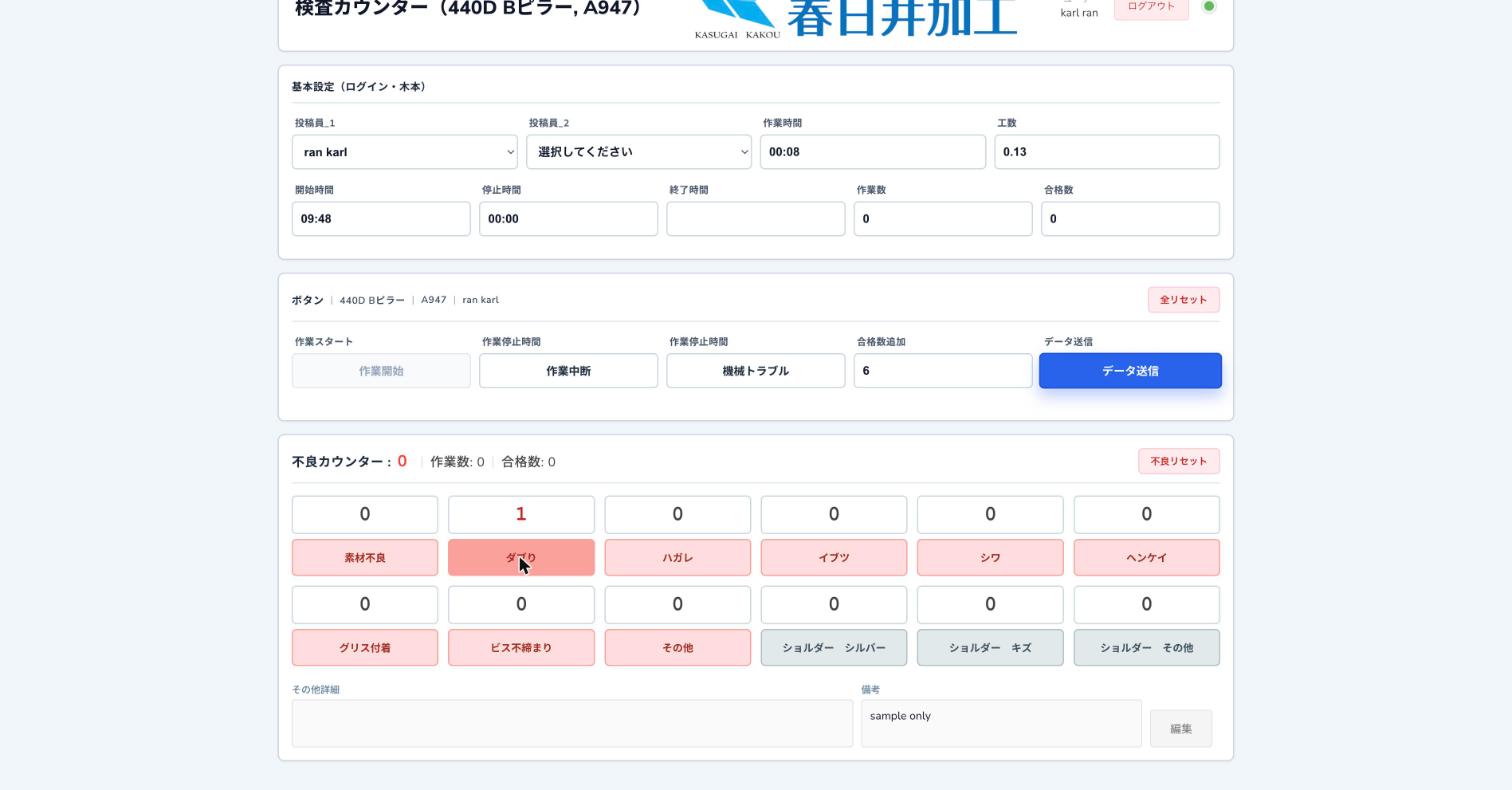 検査カウンター（440D Bピラー, A947）
KASUGAI KAKOU
春日井加工
karl ran
ログアウト
基本設定（ログイン・木本）
投稿員_1
投稿員_2
作業時間
工数
ran karl
選択してください
00:08
0.13
開始時間
停止時間
終了時間
作業数
合格数
09:48
00:00
0
0
ボタン | 440D Bピラー | A947 | ran karl
全リセット
作業スタート
作業停止時間
作業停止時間
合格数追加
データ送信
作業開始
作業中断
機械トラブル
6
データ送信
不良カウンター : 0 | 作業数: 0 | 合格数: 0
不良リセット
0
1
0
0
0
0
素材不良
ダブり
ハガレ
イブツ
シワ
ヘンケイ
0
0
0
0
0
0
グリス付着
ビス不締まり
その他
ショルダー　シルバー
ショルダー　キズ
ショルダー　その他
その他詳細
備考
sample only
編集